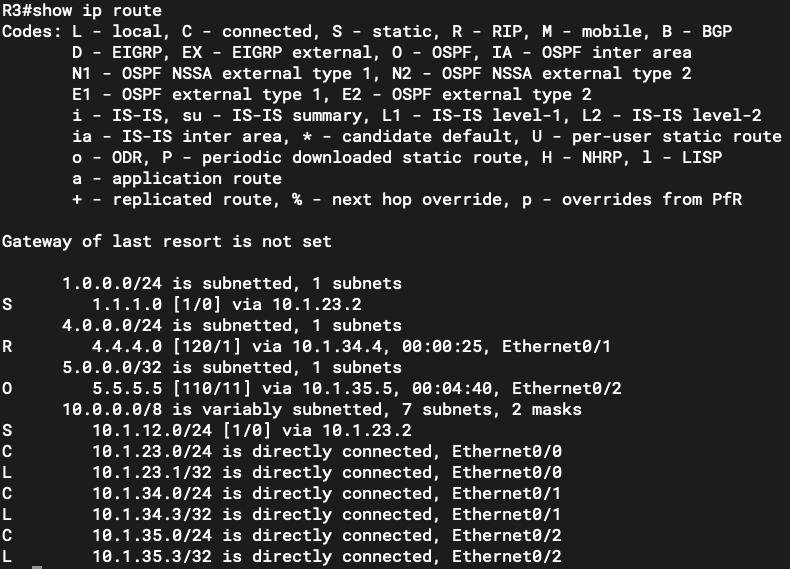 R3#show ip route
Codes: L - local, C - connected, S - static, R - RIP, M - mobile, B - BGP
D - EIGRP, EX - EIGRP external, O - OSPF, IA - OSPF inter area
N1 - OSPF NSSA external type 1, N2 - OSPF NSSA external type 2
E1 - OSPF external type 1, E2 - OSPF external type 2
i - IS-IS, su - IS-IS summary, L1 - IS-IS level-1, L2 - IS-IS level-2
ia - IS-IS inter area, * - candidate default, U - per-user static route
o - ODR, P - periodic downloaded static route, H - NHRP, l - LISP
a - application route
+ - replicated route, % - next hop override, p - overrides from PfR
Gateway of last resort is not set
1.0.0.0/24 is subnetted, 1 subnets
S 1.1.1.0 [1/0] via 10.1.23.2
4.0.0.0/24 is subnetted, 1 subnets
R 4.4.4.0 [120/1] via 10.1.34.4, 00:00:25, Ethernet0/1
5.0.0.0/32 is subnetted, 1 subnets
O 5.5.5.5 [110/11] via 10.1.35.5, 00:04:40, Ethernet0/2
10.0.0.0/8 is variably subnetted, 7 subnets, 2 masks
S 10.1.12.0/24 [1/0] via 10.1.23.2
C 10.1.23.0/24 is directly connected, Ethernet0/0
L 10.1.23.1/32 is directly connected, Ethernet0/0
C 10.1.34.0/24 is directly connected, Ethernet0/1
L 10.1.34.3/32 is directly connected, Ethernet0/1
C 10.1.35.0/24 is directly connected, Ethernet0/2
L 10.1.35.3/32 is directly connected, Ethernet0/2